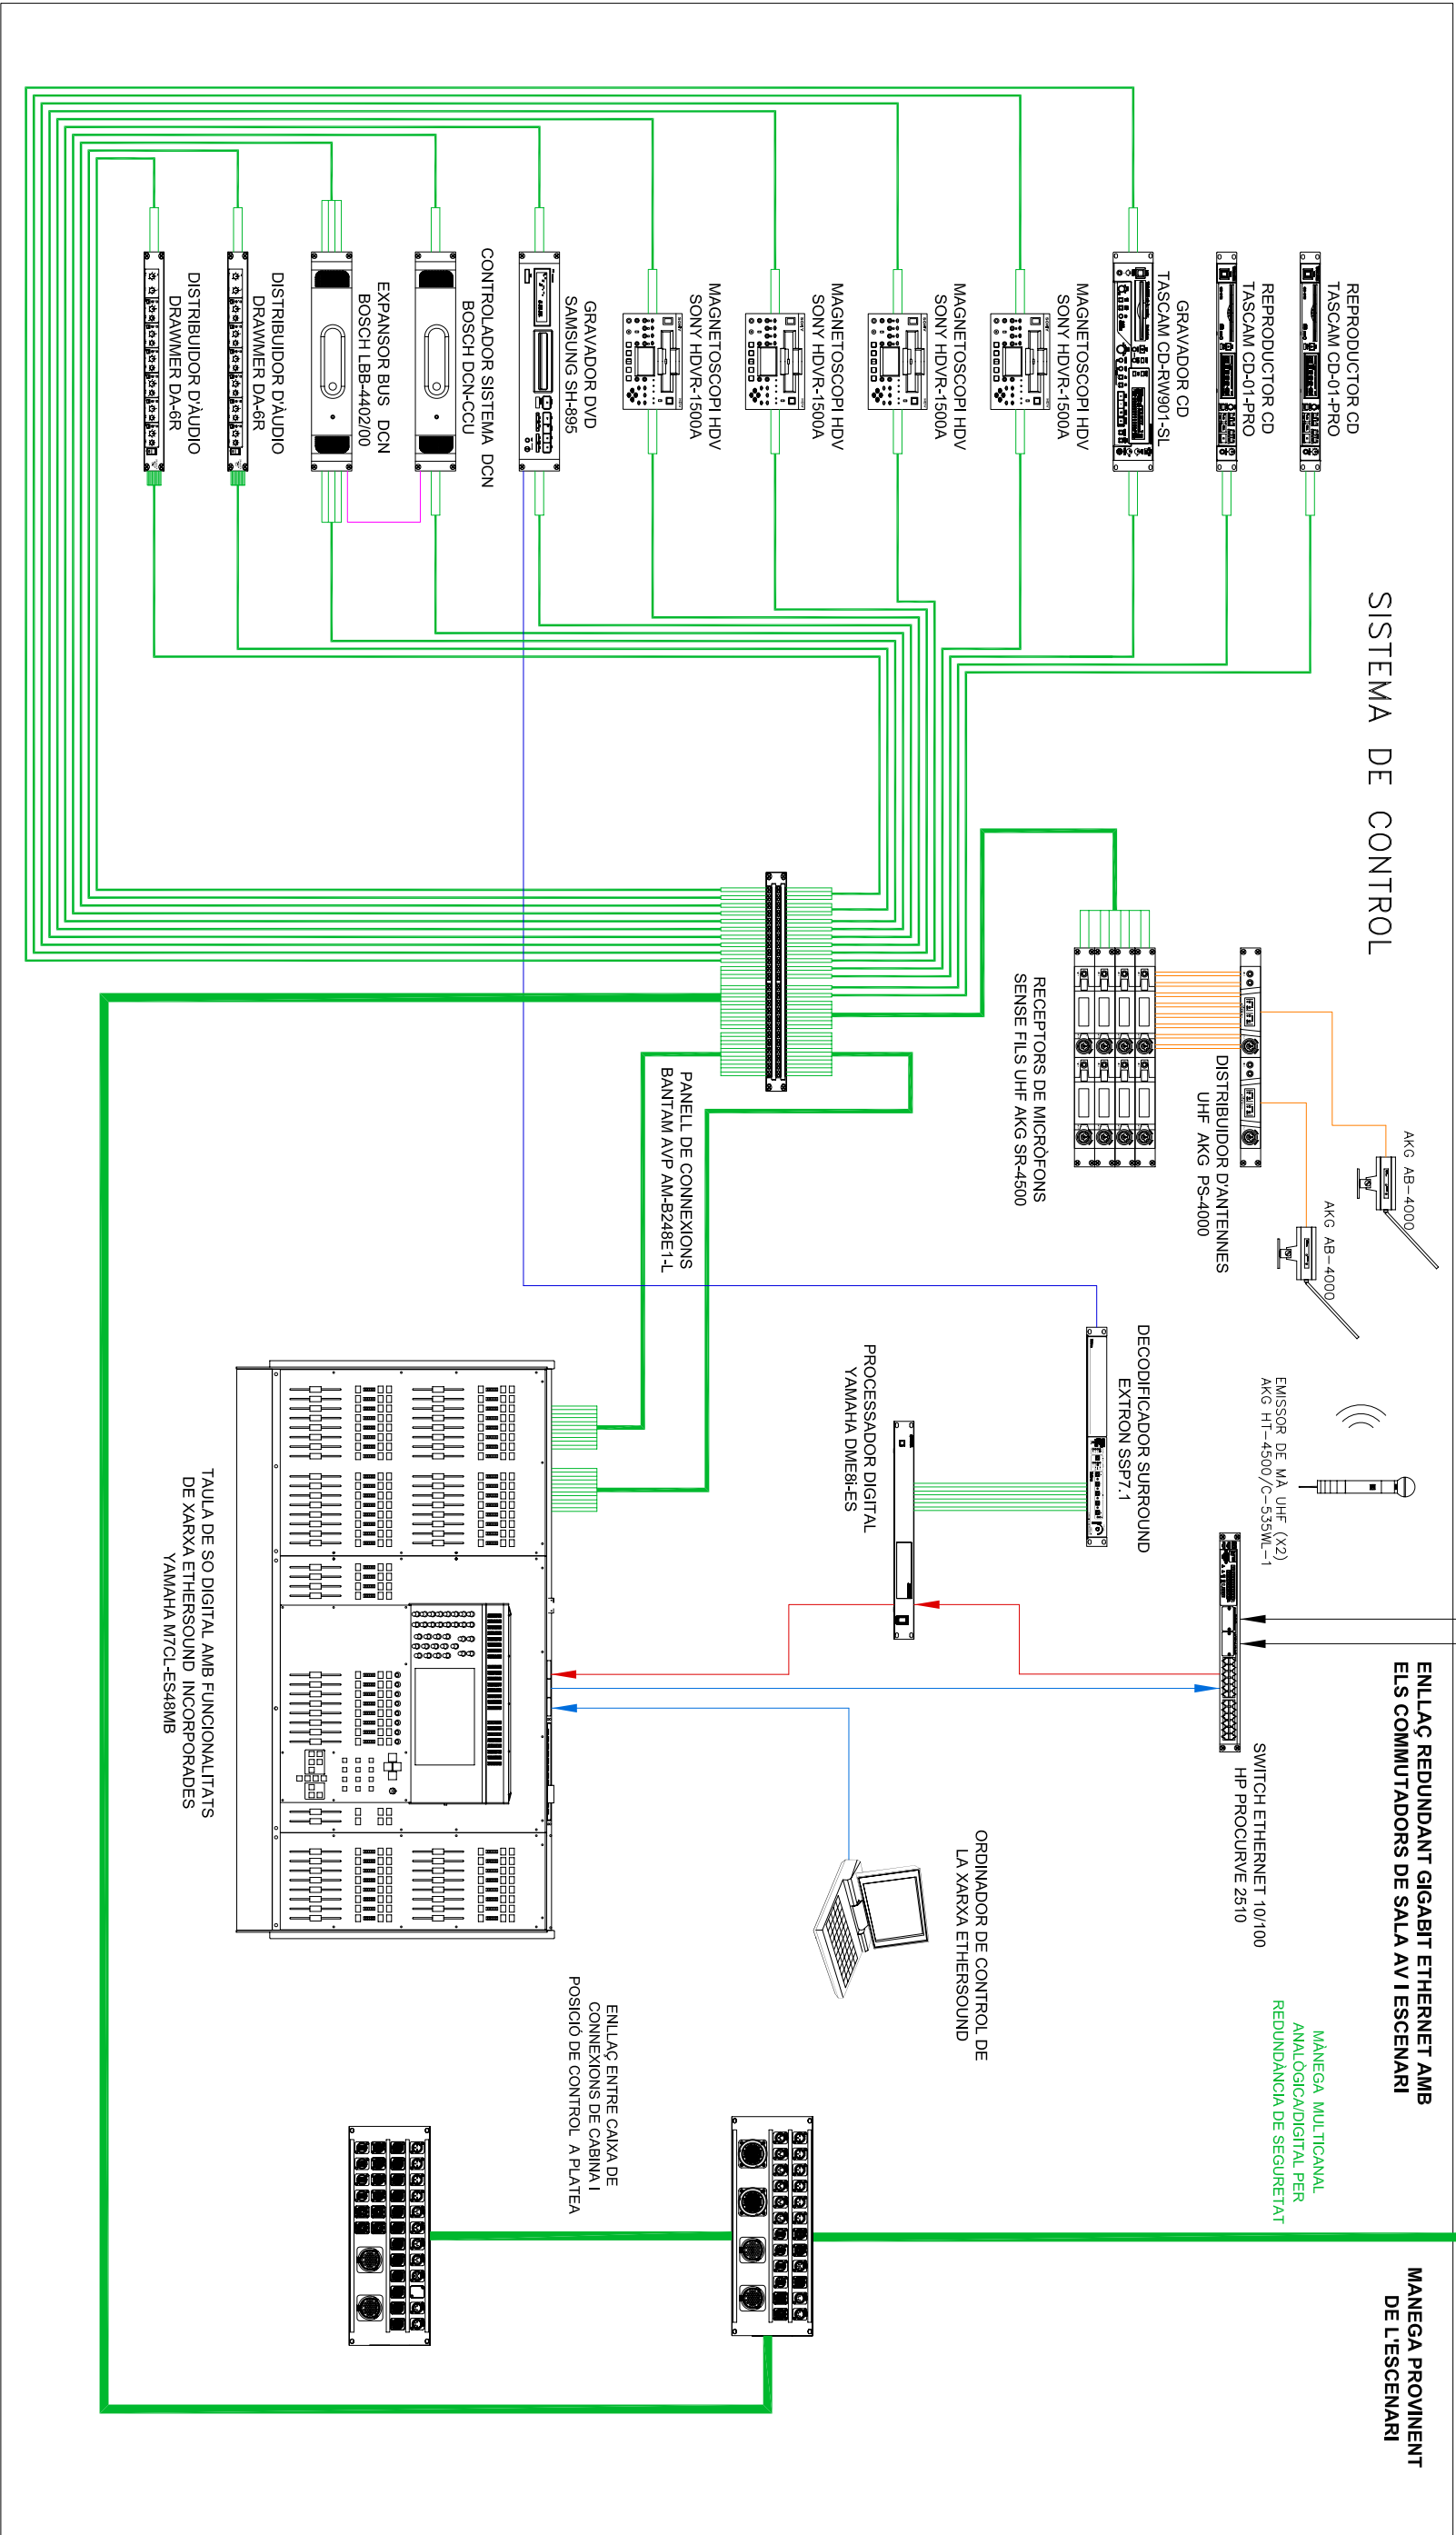 SISTEMA DE CONTROL
REPRODUCTOR CD
TASCAM CD-01-PRO
REPRODUCTOR CD
TASCAM CD-01-PRO
GRAVADOR CD
TASCAM CD-RW901-SL
MAGNETOSCOPI HDV
SONY HDVR-1500A
MAGNETOSCOPI HDV
SONY HDVR-1500A
MAGNETOSCOPI HDV
SONY HDVR-1500A
MAGNETOSCOPI HDV
SONY HDVR-1500A
GRAVADOR DVD
SAMSUNG SH-895
CONTROLADOR SISTEMA DCN
BOSCH DCN-CCU
EXPANSOR BUS DCN
BOSCH LBB-4402/00
DISTRIBUIDOR D'ÀUDIO
DRAWMER DA-6R
DISTRIBUIDOR D'ÀUDIO
DRAWMER DA-6R
AKG AB-4000
AKG AB-4000
DISTRIBUIDOR D'ANTENNES
UHF AKG PS-4000
RECEPTORS DE MICRÒFONS
SENSE FILS UHF AKG SR-4500
PANELL DE CONNEXIONS
BANTAM AVP AM-B248E1-L
EMISSOR DE MÀ UHF (X2)
AKG HT-4500/C-535WL-1
DECODIFICADOR SURROUND
EXTRON SSP7.1
PROCESSADOR DIGITAL
YAMAHA DME8i-ES
TAULA DE SO DIGITAL AMB FUNCIONALITATS
DE XARXA ETHERSOUND INCORPORADES
YAMAHA M7CL-ES48MB
ENLLAÇ REDUNDANT GIGABIT ETHERNET AMB
ELS COMMUTADORS DE SALA AV I ESCENARI
SWITCH ETHERNET 10/100
HP PROCURVE 2510
ORDINADOR DE CONTROL DE
LA XARXA ETHERSOUND
MÀNEGA MULTICANAL
ANALÒGICA/DIGITAL PER
REDUNDÀNCIA DE SEGURETAT
ENLLAÇ ENTRE CAIXA DE
CONNEXIONS DE CABINA I
POSICIÓ DE CONTROL A PLATEA
MANEGA PROVINENT
DE L'ESCENARI